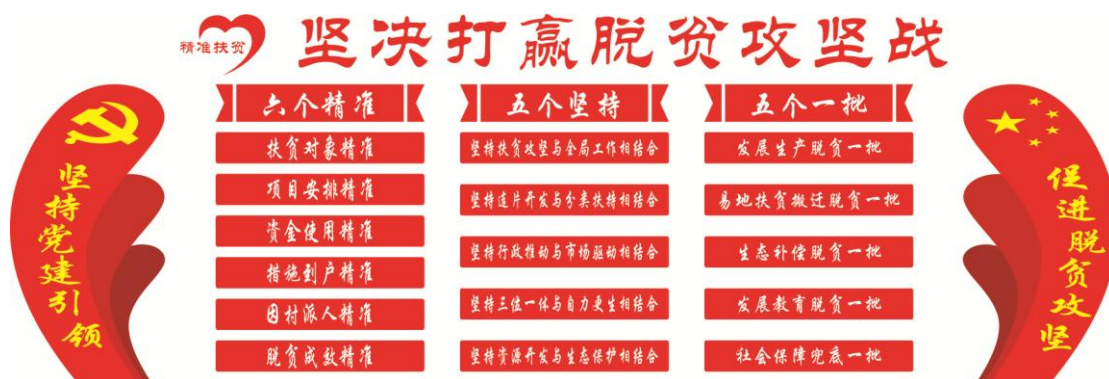 精准扶贫
坚决打赢脱贫攻坚战
坚持党建引领
六个精准
扶贫对象精准
项目安排精准
资金使用精准
措施到户精准
因村派人精准
脱贫成效精准
五个坚持
坚持扶贫攻坚与全局工作相结合
坚持连片开发与分类扶持相结合
坚持行政推动与市场驱动相结合
坚持三位一体与自力更生相结合
坚持资源开发与生态保护相结合
五个一批
发展生产脱贫一批
易地扶贫搬迁脱贫一批
生态补偿脱贫一批
发展教育脱贫一批
社会保障兜底一批
促进脱贫攻坚